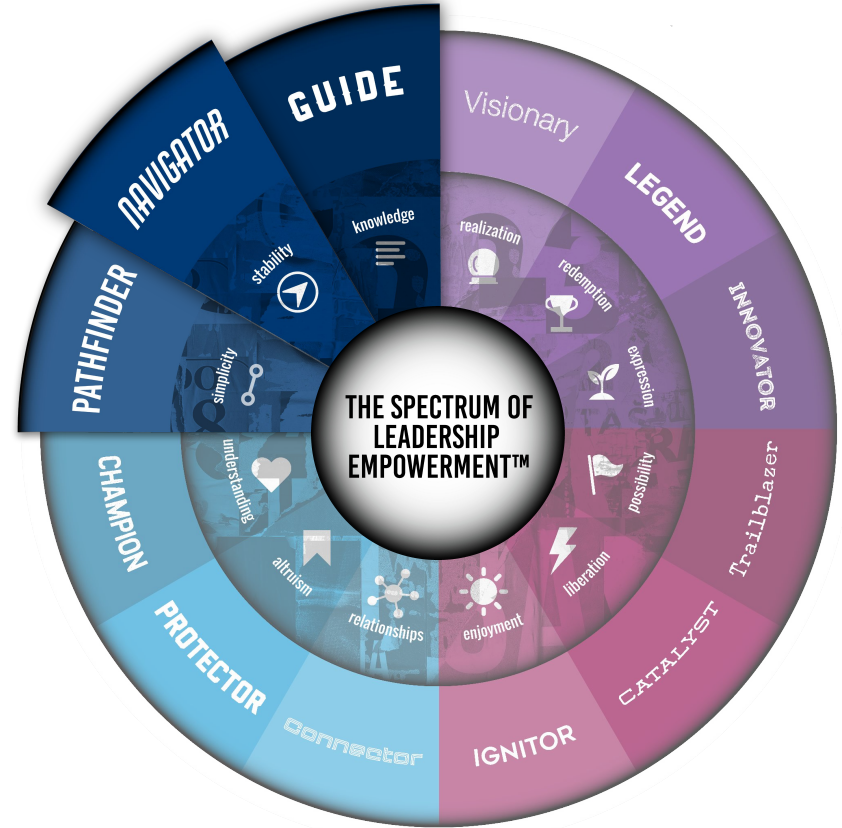 GUIDE
Visionary
LEGEND
INNOVATOR
Trailblazer
CATALYST
IGNITOR
Connector
PROTECTOR
CHAMPION
PATHFINDER
NAVIGATOR
knowledge
realization
redemption
expression
possibility
liberation
enjoyment
relationships
altruism
understanding
simplicity
stability
THE SPECTRUM OF
LEADERSHIP
EMPOWERMENT™